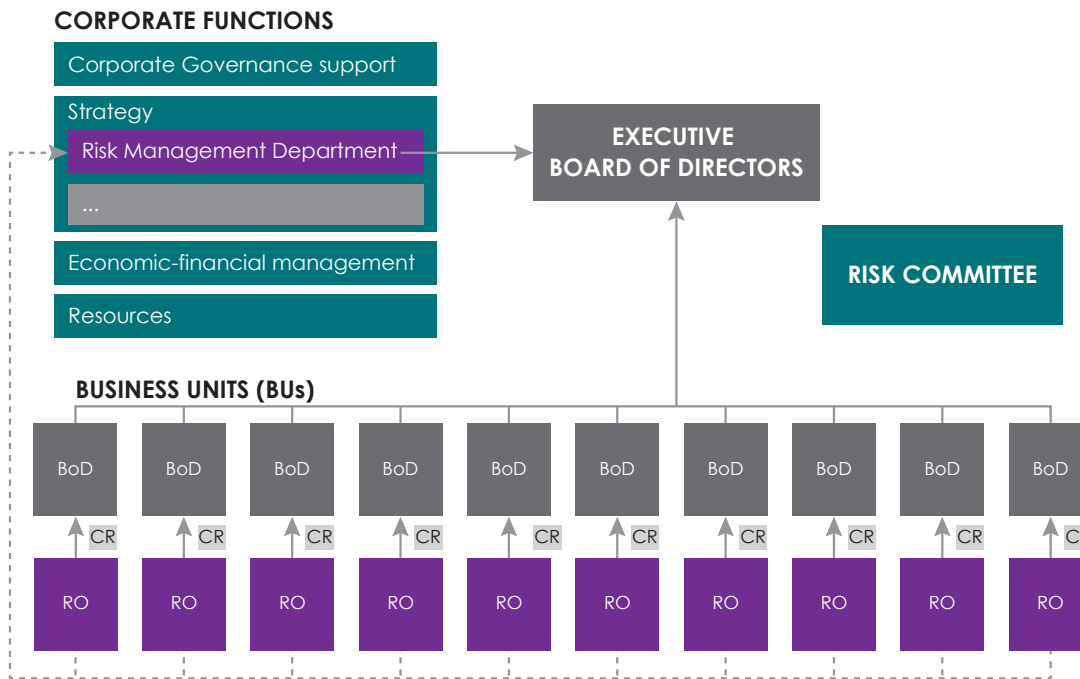 CORPORATE FUNCTIONS
Corporate Governance support
Strategy
Risk Management Department
...
Economic-financial management
Resources
EXECUTIVE
BOARD OF DIRECTORS
RISK COMMITTEE
BUSINESS UNITS (BUs)
BoD BoD BoD BoD BoD BoD BoD BoD BoD BoD
CR CR CR CR CR CR CR CR CR
RO RO RO RO RO RO RO RO RO RO